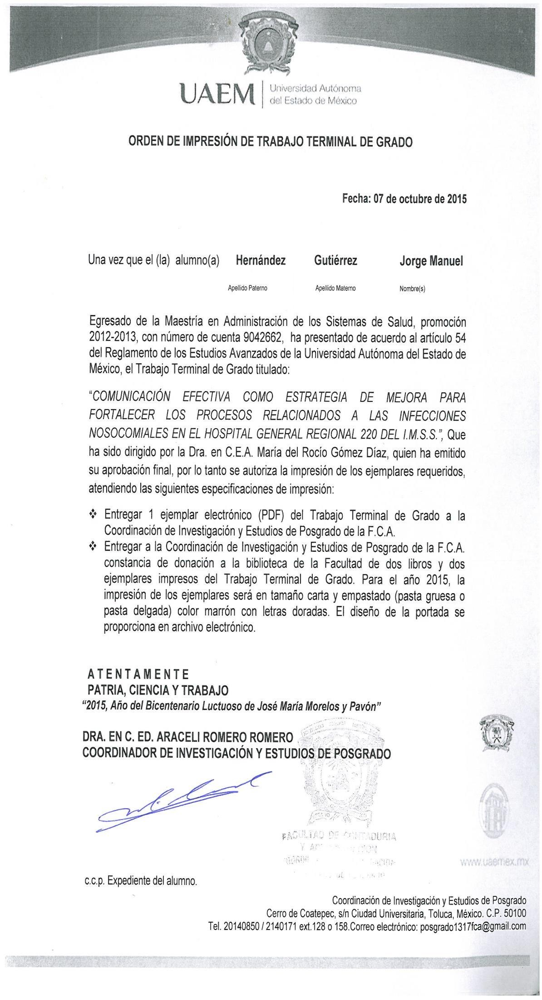 UAEM
Universidad Autónoma
del Estado de México
ORDEN DE IMPRESIÓN DE TRABAJO TERMINAL DE GRADO
Fecha: 07 de octubre de 2015
Una vez que el (la) alumno(a) Hernández Gutiérrez Jorge Manuel
Apellido Paterno Apellido Materno Nombre(s)
Egresado de la Maestría en Administración de los Sistemas de Salud, promoción
2012-2013, con número de cuenta 9042662, ha presentado de acuerdo al artículo 54
del Reglamento de los Estudios Avanzados de la Universidad Autónoma del Estado de
México, el Trabajo Terminal de Grado titulado:
“COMUNICACIÓN EFECTIVA COMO ESTRATEGIA DE MEJORA PARA
FORTALECER LOS PROCESOS RELACIONADOS A LAS INFECCIONES
NOSOCOMIALES EN EL HOSPITAL GENERAL REGIONAL 220 DEL I.M.S.S.”, Que
ha sido dirigido por la Dra. en C.E.A. María del Rocío Gómez Díaz, quien ha emitido
su aprobación final, por lo tanto se autoriza la impresión de los ejemplares requeridos,
atendiendo las siguientes especificaciones de impresión:
❖ Entregar 1 ejemplar electrónico (PDF) del Trabajo Terminal de Grado a la
Coordinación de Investigación y Estudios de Posgrado de la F.C.A.
❖ Entregar a la Coordinación de Investigación y Estudios de Posgrado de la F.C.A.
constancia de donación a la biblioteca de la Facultad de dos libros y dos
ejemplares impresos del Trabajo Terminal de Grado. Para el año 2015, la
impresión de los ejemplares será en tamaño carta y empastado (pasta gruesa o
pasta delgada) color marrón con letras doradas. El diseño de la portada se
proporciona en archivo electrónico.
A T E N T A M E N T E
PATRIA, CIENCIA Y TRABAJO
“2015, Año del Bicentenario Luctuoso de José María Morelos y Pavón”
DRA. EN C. ED. ARACELI ROMERO ROMERO
COORDINADOR DE INVESTIGACIÓN Y ESTUDIOS DE POSGRADO
FACULTAD DE CONTADURIA
www.uaemex.mx
c.c.p. Expediente del alumno.
Coordinación de Investigación y Estudios de Posgrado
Cerro de Coatepec, s/n Ciudad Universitaria, Toluca, México. C.P. 50100
Tel. 20140850 / 2140171 ext.128 o 158.Correo electrónico: posgrado1317fca@gmail.com